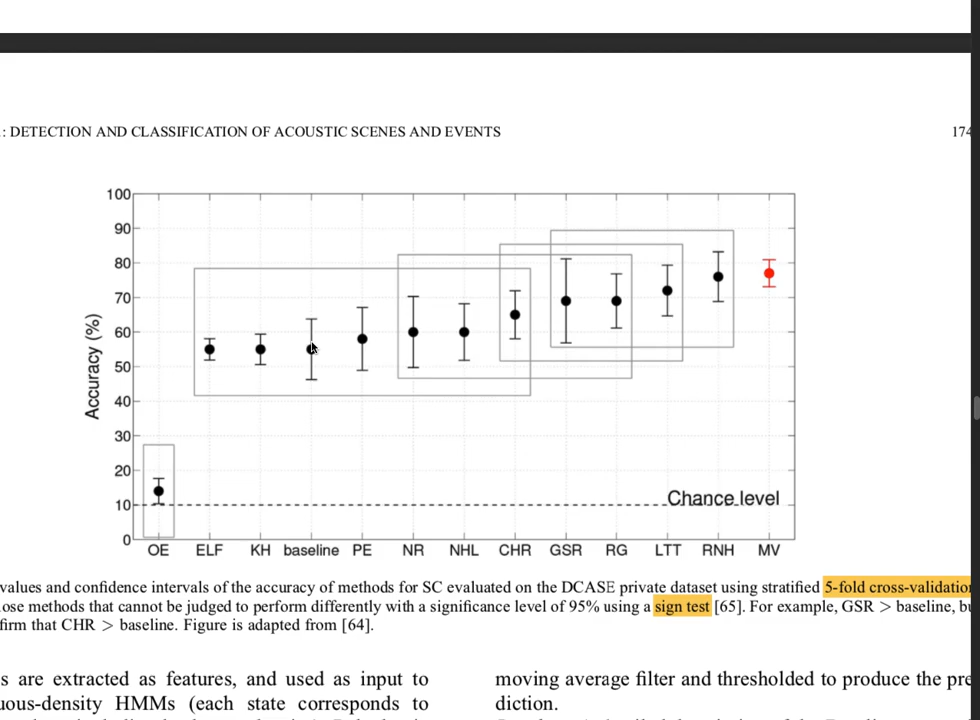 : DETECTION AND CLASSIFICATION OF ACOUSTIC SCENES AND EVENTS 174
100
90
80
70
60
50
40
30
20
10
0
Accuracy (%)
Chance level
OE ELF KH baseline PE NR NHL CHR GSR RG LTT RNH MV
values and confidence intervals of the accuracy of methods for SC evaluated on the DCASE private dataset using stratified 5-fold cross-validation
ose methods that cannot be judged to perform differently with a significance level of 95% using a sign test [65]. For example, GSR > baseline, bu
firm that CHR > baseline. Figure is adapted from [64].
s are extracted as features, and used as input to
uous-density HMMs (each state corresponds to
moving average filter and thresholded to produce the pre
diction.